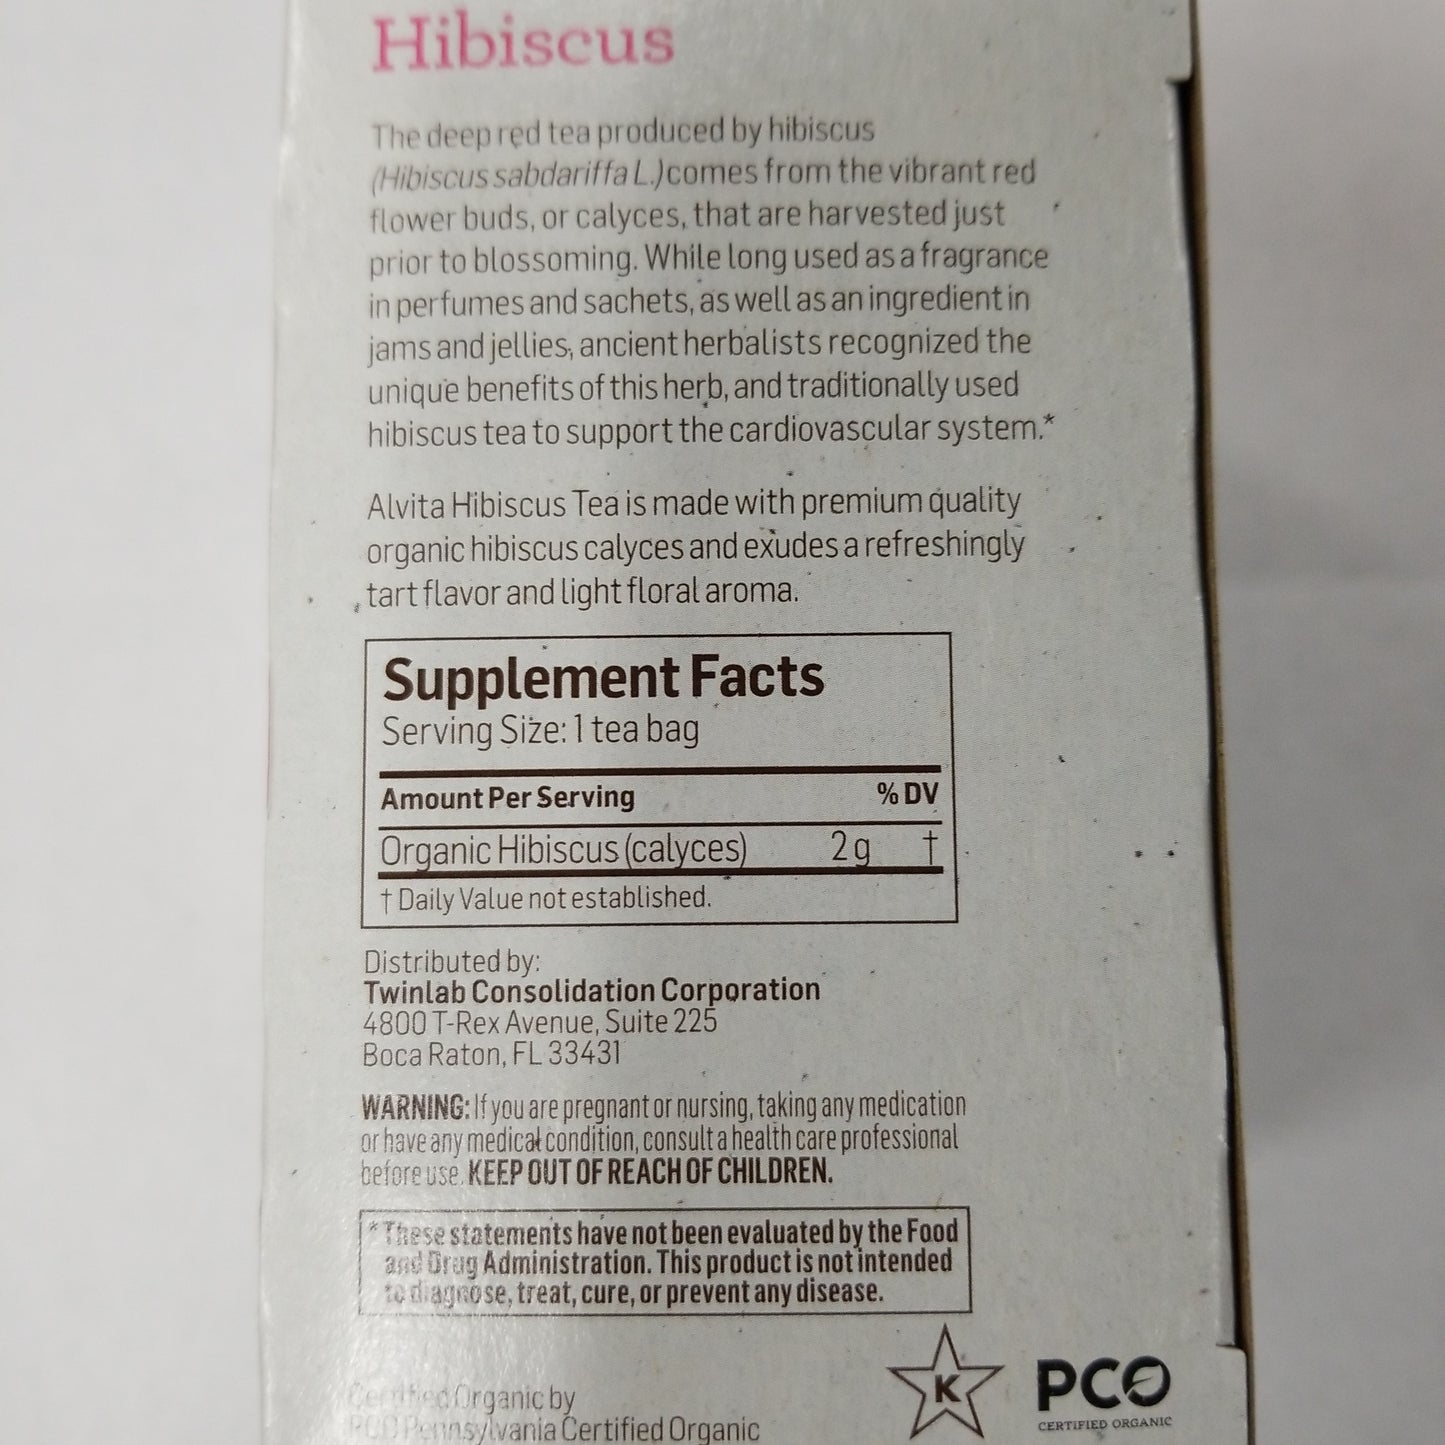 Hibiscus
The deep red tea produced by hibiscus
(Hibiscus sabdariffa L.) comes from the vibrant red
flower buds, or calyces, that are harvested just
prior to blossoming. While long used as a fragrance
in perfumes and sachets, as well as an ingredient in
jams and jellies, ancient herbalists recognized the
unique benefits of this herb, and traditionally used
hibiscus tea to support the cardiovascular system.*
Alvita Hibiscus Tea is made with premium quality
organic hibiscus calyces and exudes a refreshingly
tart flavor and light floral aroma.
Supplement Facts
Serving Size: 1 tea bag
Amount Per Serving % DV
Organic Hibiscus (calyces) 2 g †
† Daily Value not established.
Distributed by:
Twinlab Consolidation Corporation
4800 T-Rex Avenue, Suite 225
Boca Raton, FL 33431
WARNING: If you are pregnant or nursing, taking any medication
or have any medical condition, consult a health care professional
before use. KEEP OUT OF REACH OF CHILDREN.
* These statements have not been evaluated by the Food
and Drug Administration. This product is not intended
to diagnose, treat, cure, or prevent any disease.
K
PCO
CERTIFIED ORGANIC
Certified Organic by
PCO Pennsylvania Certified Organic